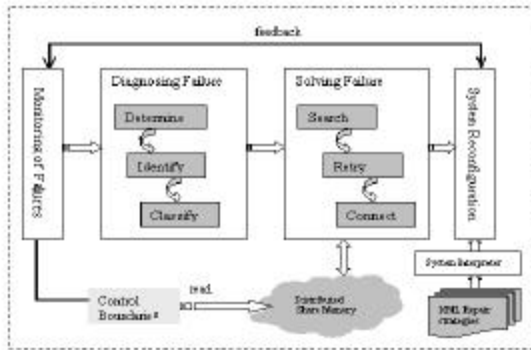 feedback
Monitoring of Failures
Diagnosing Failure
Determine
Identify
Classify
Solving Failure
Search
Retry
Connect
System Reconfiguration
System Interpreter
Control
Boundaries
read
Distributed
Share Memory
XML Repair
strategies